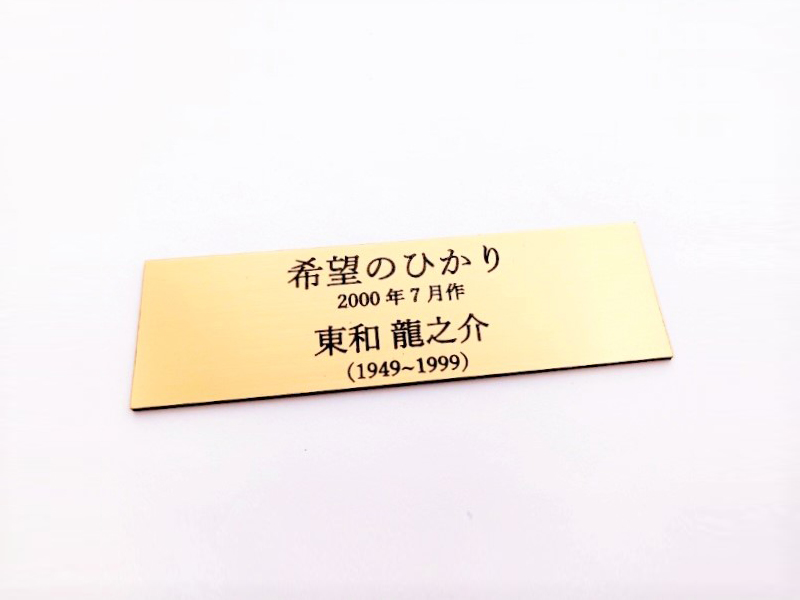 希望のひかり
2000年7月作
東和 龍之介
(1949~1999)